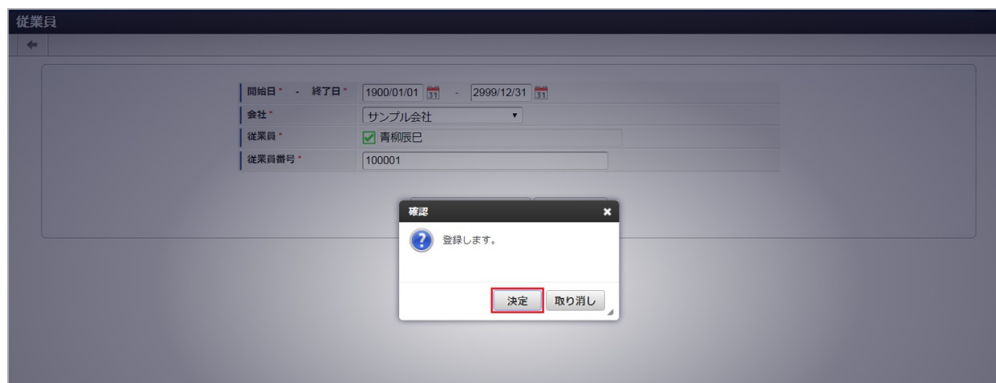 従業員
開始日* - 終了日* 1900/01/01 - 2999/12/31
会社* サンプル会社
従業員* 青柳辰巳
従業員番号* 100001
確認
登録します。
決定 取り消し